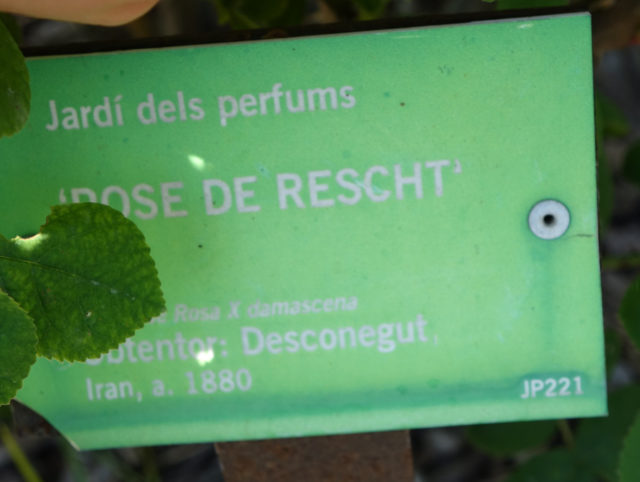 Jardí dels perfums
'ROSE DE RESCHT'
Rosa X damascena
Obtentor: Desconegut
Iran, a. 1880
JP221